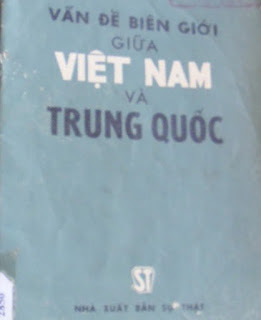 VẤN ĐỀ BIÊN GIỚI
GIỮA
VIỆT NAM
VÀ
TRUNG QUỐC
ST
NHÀ XUẤT BẢN SỰ THẬT